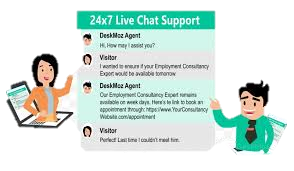 24x7 Live Chat Support
DeskMoz Agent
Hi, How may I assist you?
Visitor
I wanted to ensure if your Employment Consultancy
Expert would be available tomorrow
DeskMoz Agent
Our Employment Consultancy Expert remains
available on week days. Here's te link to book an
appointment through: https://www.YourConsultancy
Website.com/appointment
Visitor
Perfect! Last time I couldn't meet him.